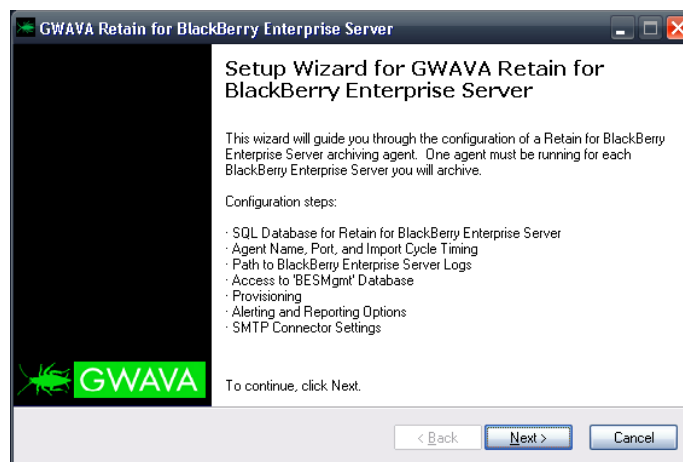 GWAVA Retain for BlackBerry Enterprise Server
Setup Wizard for GWAVA Retain for
BlackBerry Enterprise Server
This wizard will guide you through the configuration of a Retain for BlackBerry
Enterprise Server archiving agent. One agent must be running for each
BlackBerry Enterprise Server you will archive.
Configuration steps:
· SQL Database for Retain for BlackBerry Enterprise Server
· Agent Name, Port, and Import Cycle Timing
· Path to BlackBerry Enterprise Server Logs
· Access to 'BESMgmt' Database
· Provisioning
· Alerting and Reporting Options
· SMTP Connector Settings
GWAVA
To continue, click Next.
< Back Next > Cancel